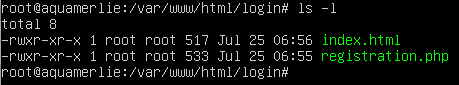 root@aquamerlie:/var/www/html/login# ls -l
total 8
-rwxr-xr-x 1 root root 517 Jul 25 06:56 index.html
-rwxr-xr-x 1 root root 533 Jul 25 06:55 registration.php
root@aquamerlie:/var/www/html/login#